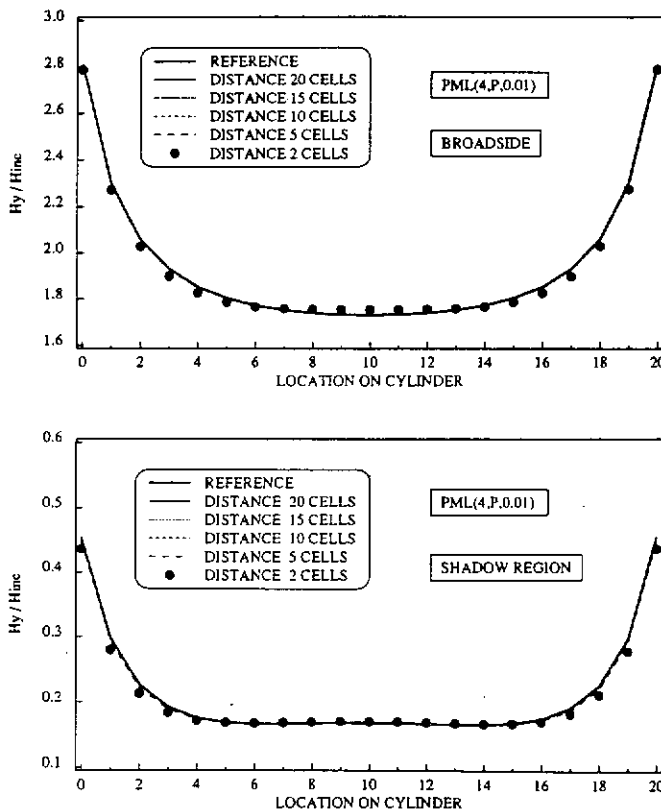 3.0
2.8
2.6
2.4
2.2
2.0
1.8
1.6
Hy / Hinc
REFERENCE
DISTANCE 20 CELLS
DISTANCE 15 CELLS
DISTANCE 10 CELLS
DISTANCE 5 CELLS
DISTANCE 2 CELLS
PML(4,P,0.01)
BROADSIDE
0 2 4 6 8 10 12 14 16 18 20
LOCATION ON CYLINDER
0.6
0.5
0.4
0.3
0.2
0.1
Hy / Hinc
REFERENCE
DISTANCE 20 CELLS
DISTANCE 15 CELLS
DISTANCE 10 CELLS
DISTANCE 5 CELLS
DISTANCE 2 CELLS
PML(4,P,0.01)
SHADOW REGION
0 2 4 6 8 10 12 14 16 18 20
LOCATION ON CYLINDER